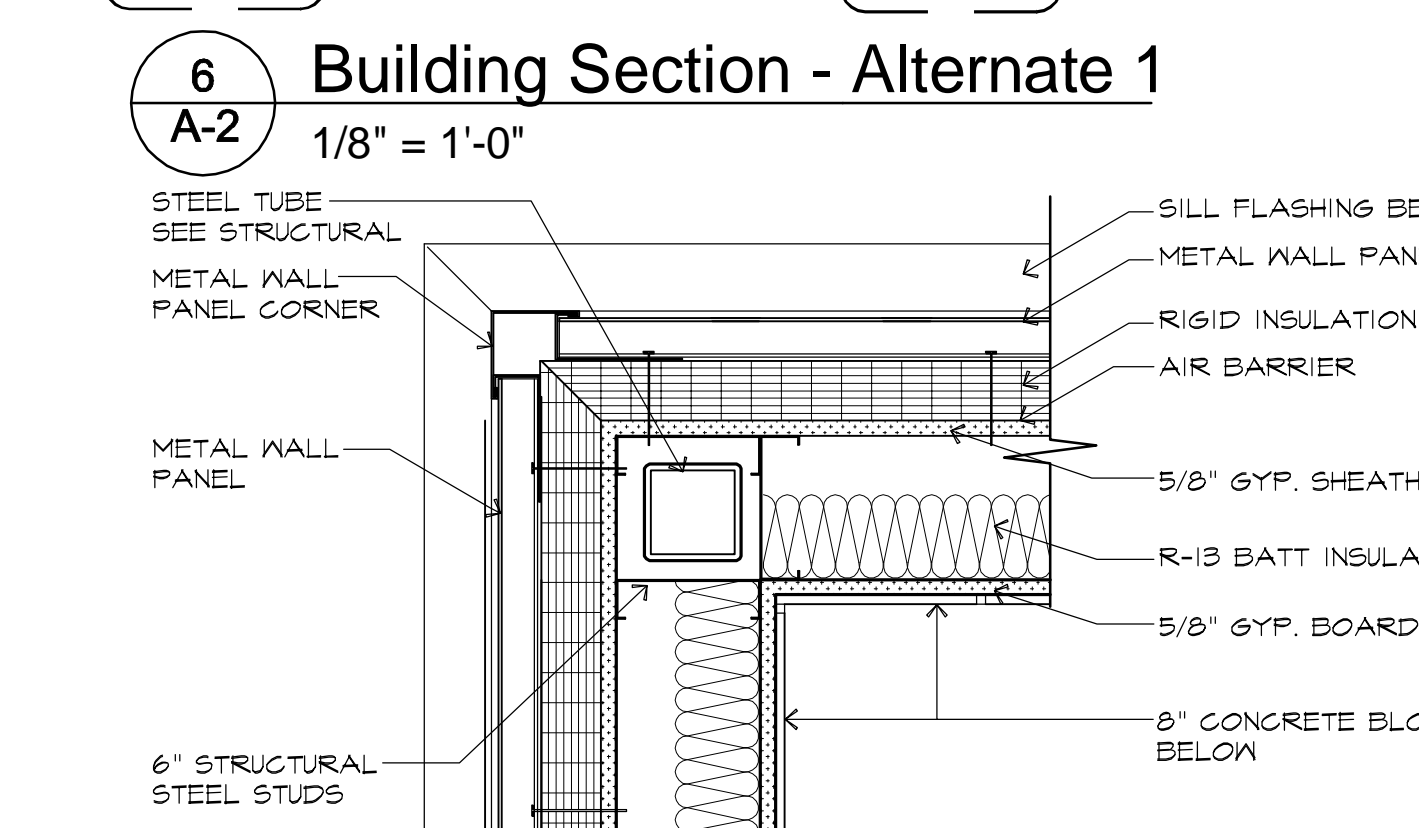 6
A-2
Building Section - Alternate 1
1/8" = 1'-0"
STEEL TUBE
SEE STRUCTURAL
METAL WALL
PANEL CORNER
METAL WALL
PANEL
6" STRUCTURAL
STEEL STUDS
SILL FLASHING BE
METAL WALL PAN
RIGID INSULATION
AIR BARRIER
5/8" GYP. SHEATH
R-13 BATT INSULA
5/8" GYP. BOARD
8" CONCRETE BLO
BELOW